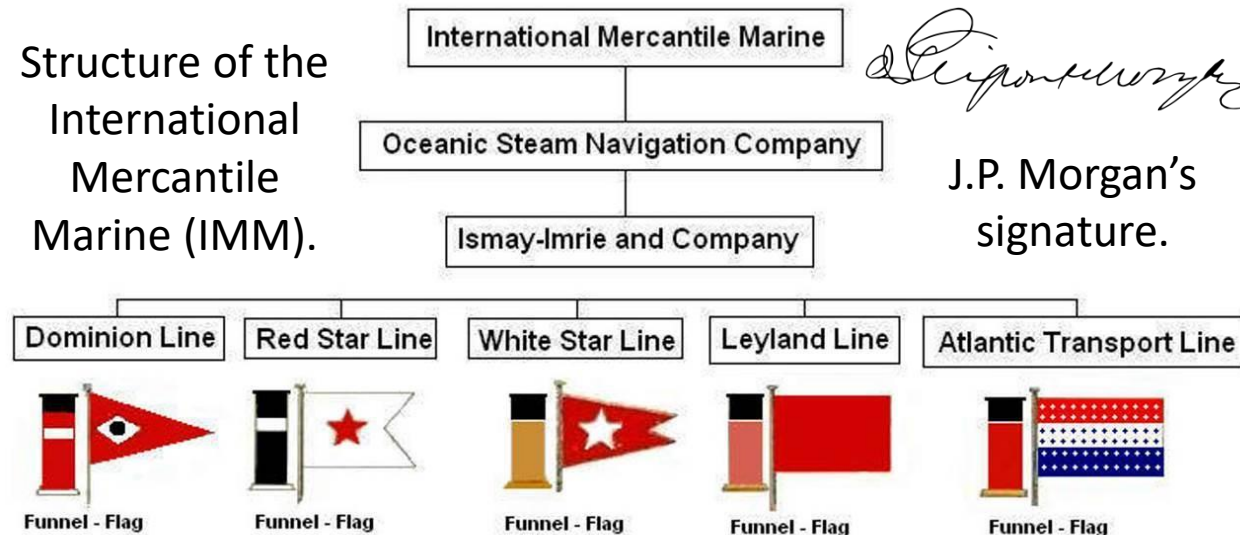 Structure of the
International
Mercantile
Marine (IMM).
International Mercantile Marine
Oceanic Steam Navigation Company
Ismay-Imrie and Company
J.P. Morgan’s
signature.
Dominion Line
Red Star Line
White Star Line
Leyland Line
Atlantic Transport Line
Funnel - Flag
Funnel - Flag
Funnel - Flag
Funnel - Flag
Funnel - Flag